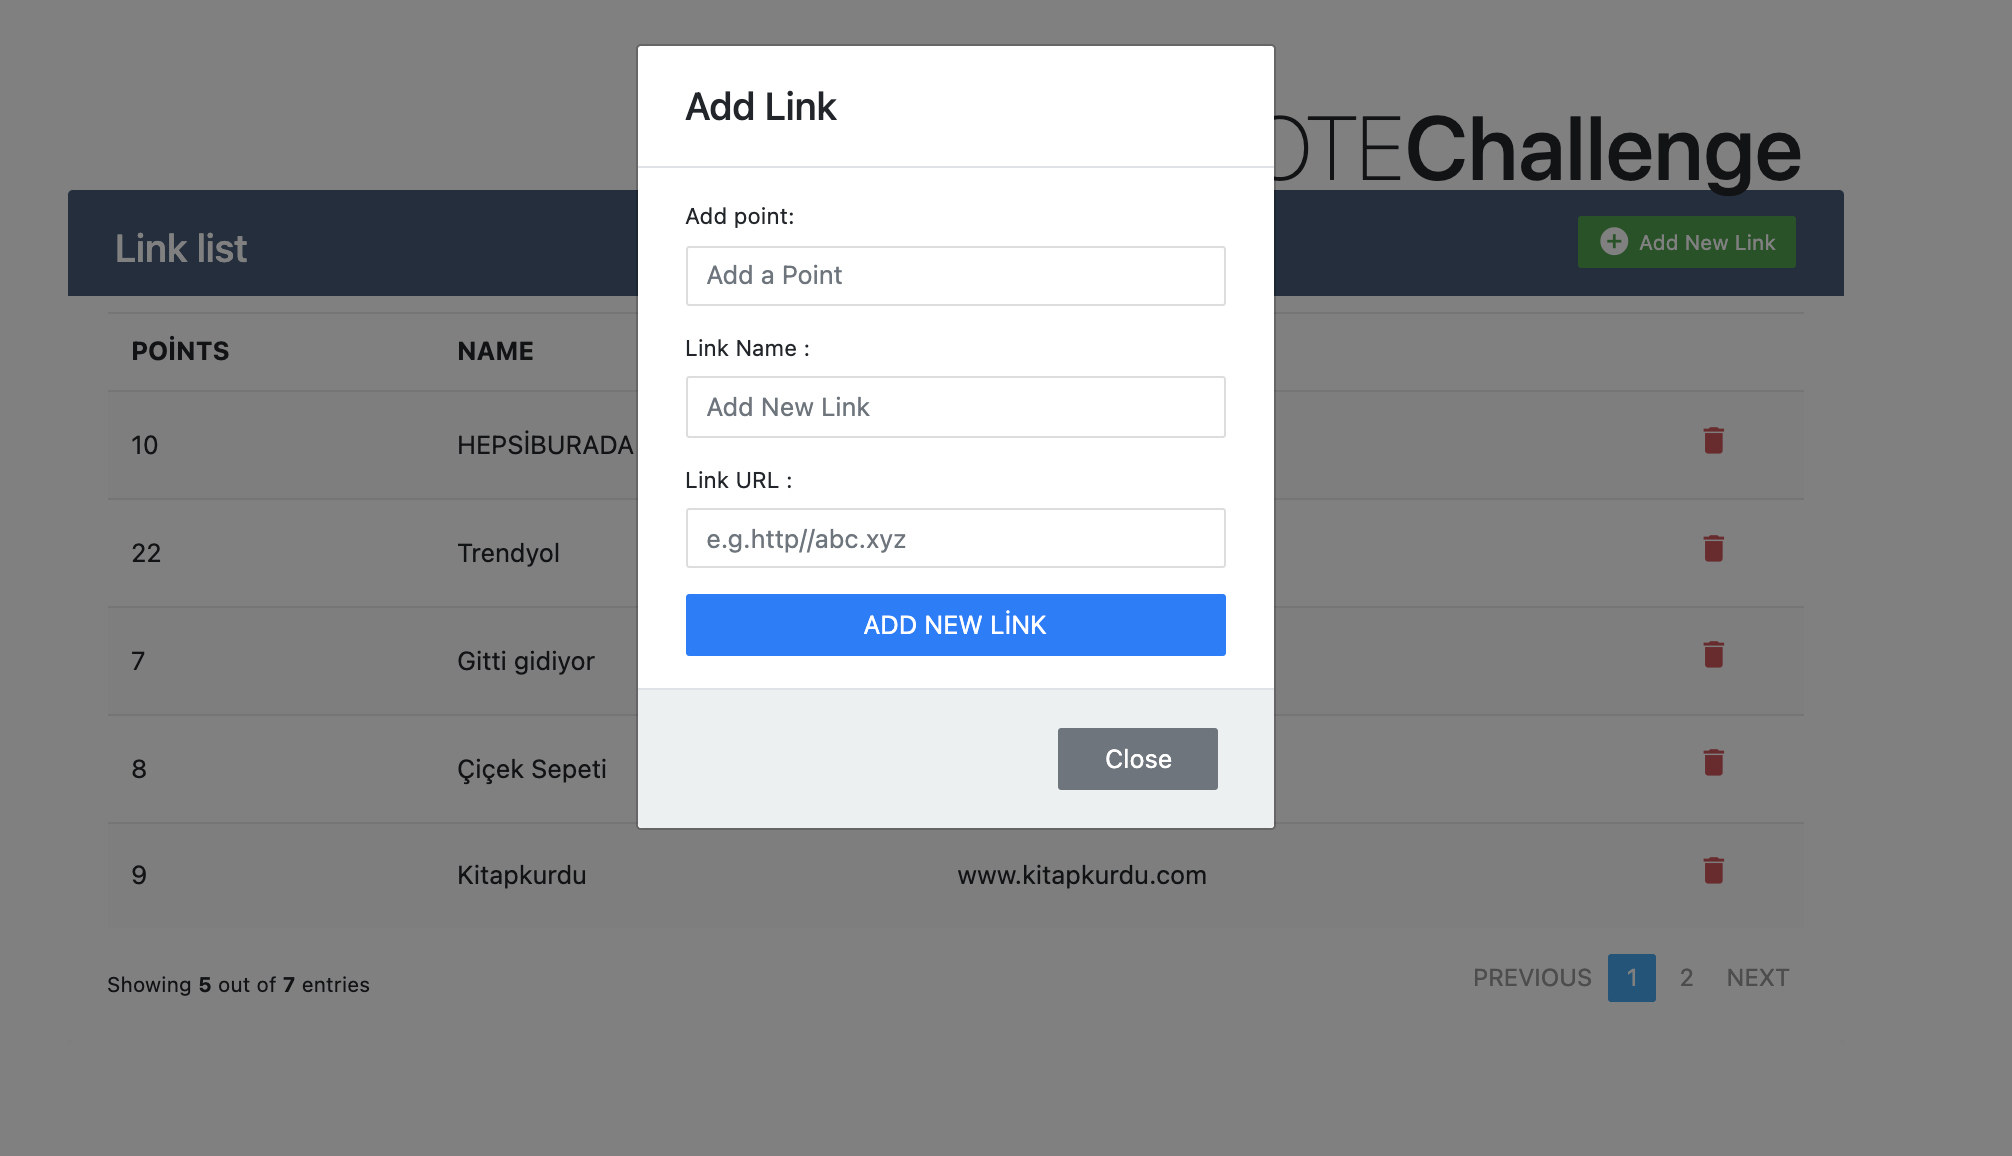 Add Link
OTEChallenge
Link list
Add New Link
Add point:
Add a Point
Link Name :
Add New Link
Link URL :
e.g.http//abc.xyz
ADD NEW LİNK
Close
POİNTS NAME
10 HEPSİBURADA
22 Trendyol
7 Gitti gidiyor
8 Çiçek Sepeti
9 Kitapkurdu www.kitapkurdu.com
Showing 5 out of 7 entries
PREVIOUS 1 2 NEXT